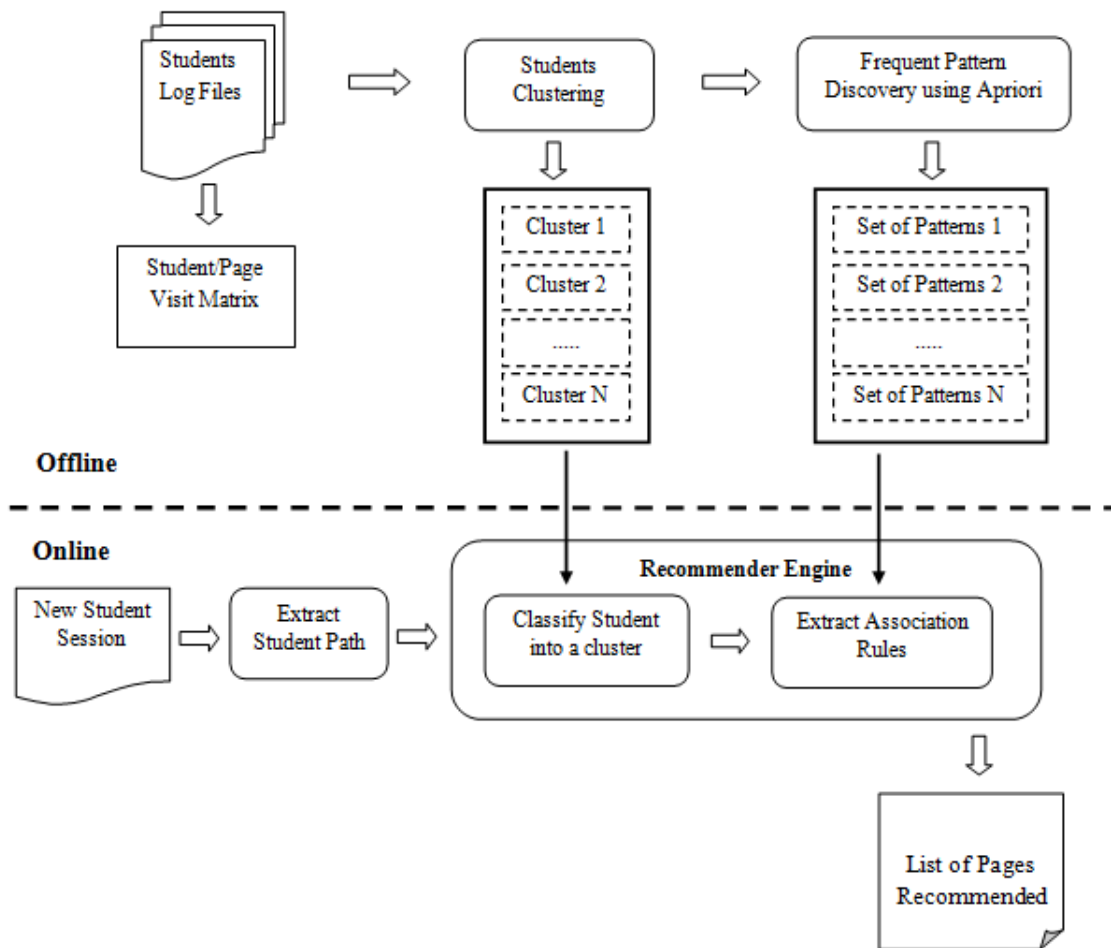 Students
Log Files
Students
Clustering
Frequent Pattern
Discovery using Apriori
Student/Page
Visit Matrix
Cluster 1
Cluster 2
.....
Cluster N
Set of Patterns 1
Set of Patterns 2
.....
Set of Patterns N
Offline
Online
Recommender Engine
New Student
Session
Extract
Student Path
Classify Student
into a cluster
Extract Association
Rules
List of Pages
Recommended